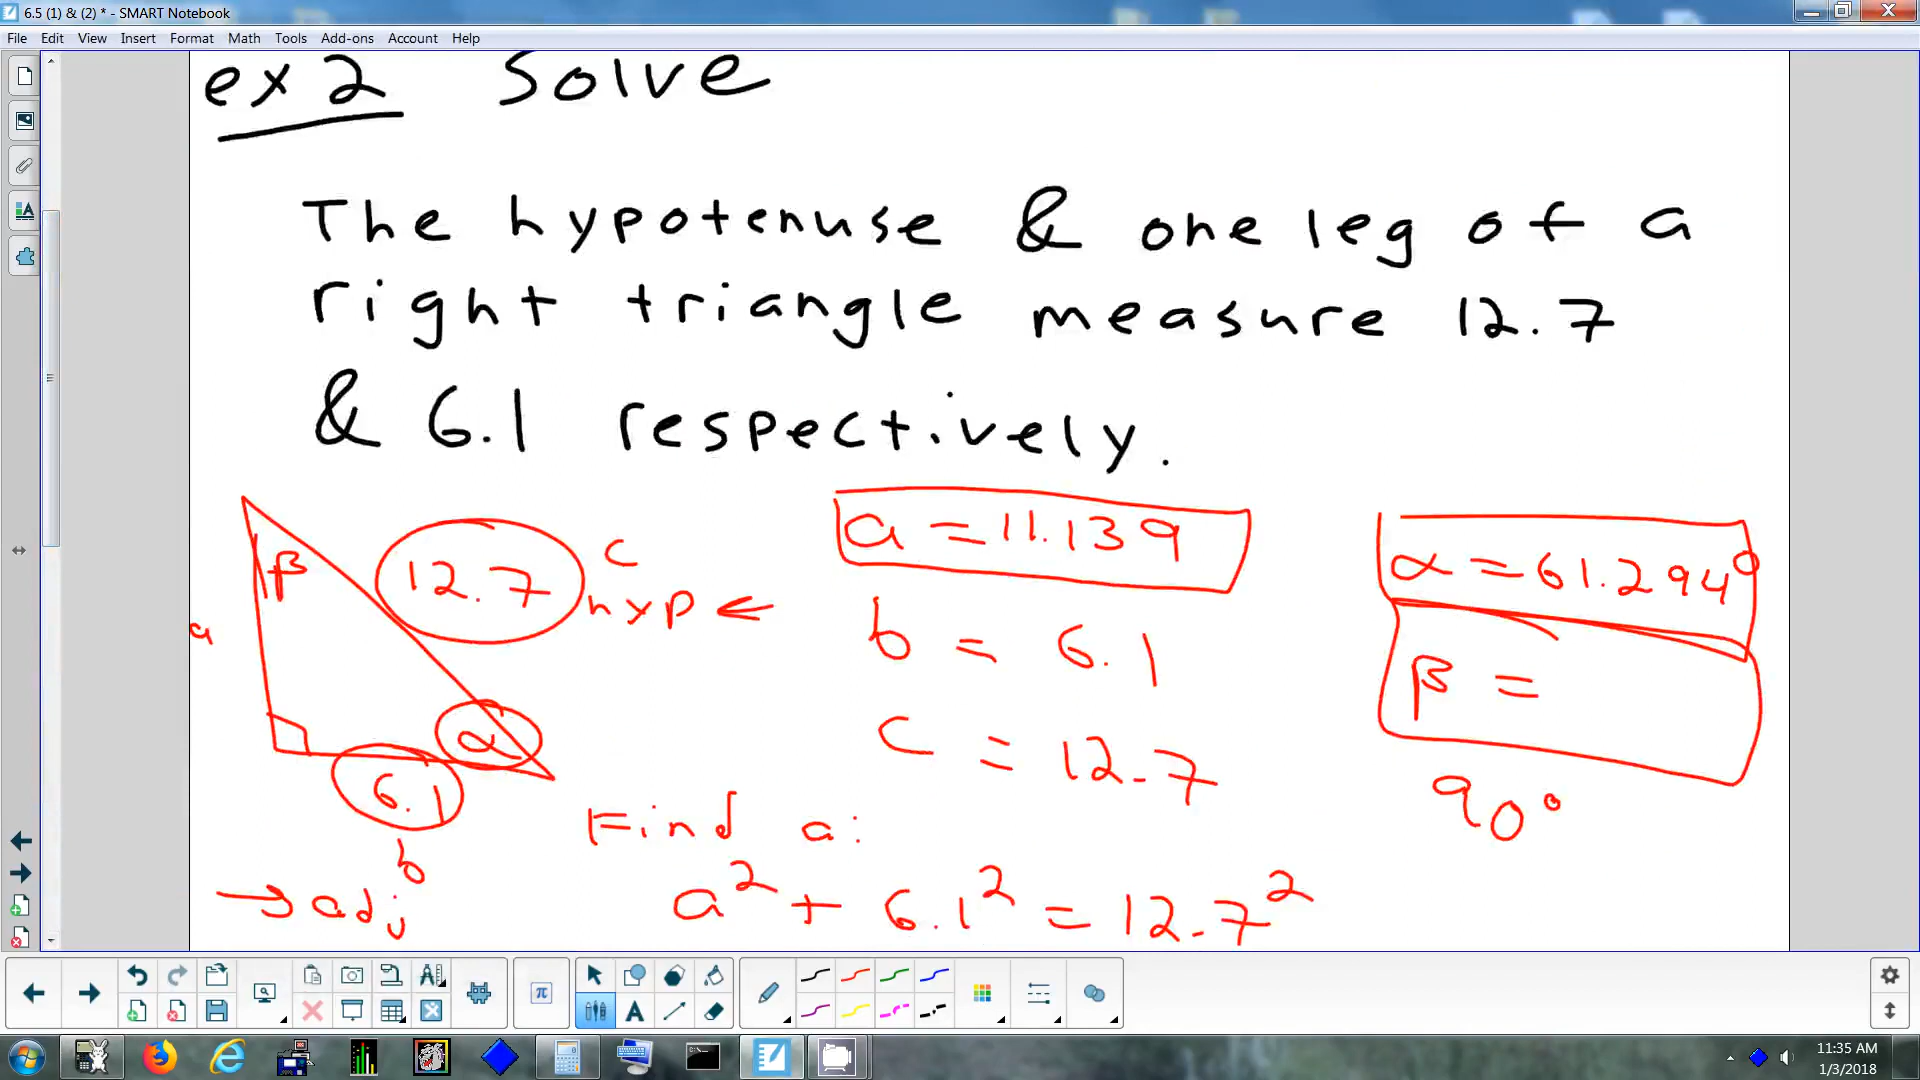 6.5 (1) & (2) * - SMART Notebook
File Edit View Insert Format Math Tools Add-ons Account Help
ex 2 Solve
The hypotenuse & one leg of a
right triangle measure 12.7
& 6.1 respectively.
β
12.7
c
hyp ←
a
α
6.1
b
→ adj
a = 11.139
b = 6.1
c = 12.7
α = 61.294°
β =
90°
Find a:
a² + 6.1² = 12.7²
π
A
11:35 AM
1/3/2018